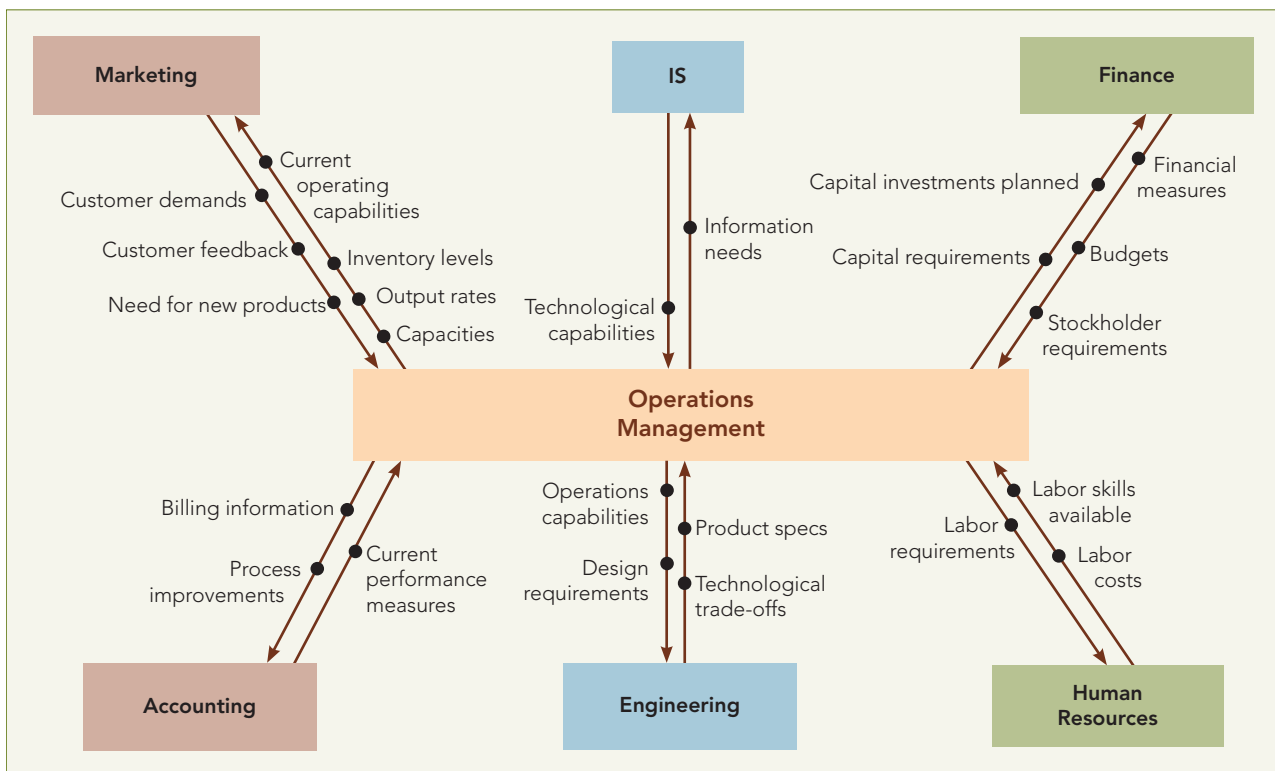 Marketing
IS
Finance
Current
operating
capabilities
Customer demands
Customer feedback
Inventory levels
Need for new products
Output rates
Capacities
Information
needs
Technological
capabilities
Capital investments planned
Financial
measures
Capital requirements
Budgets
Stockholder
requirements
Operations
Management
Billing information
Process
improvements
Current
performance
measures
Operations
capabilities
Product specs
Design
requirements
Technological
trade-offs
Labor skills
available
Labor
requirements
Labor
costs
Accounting
Engineering
Human
Resources